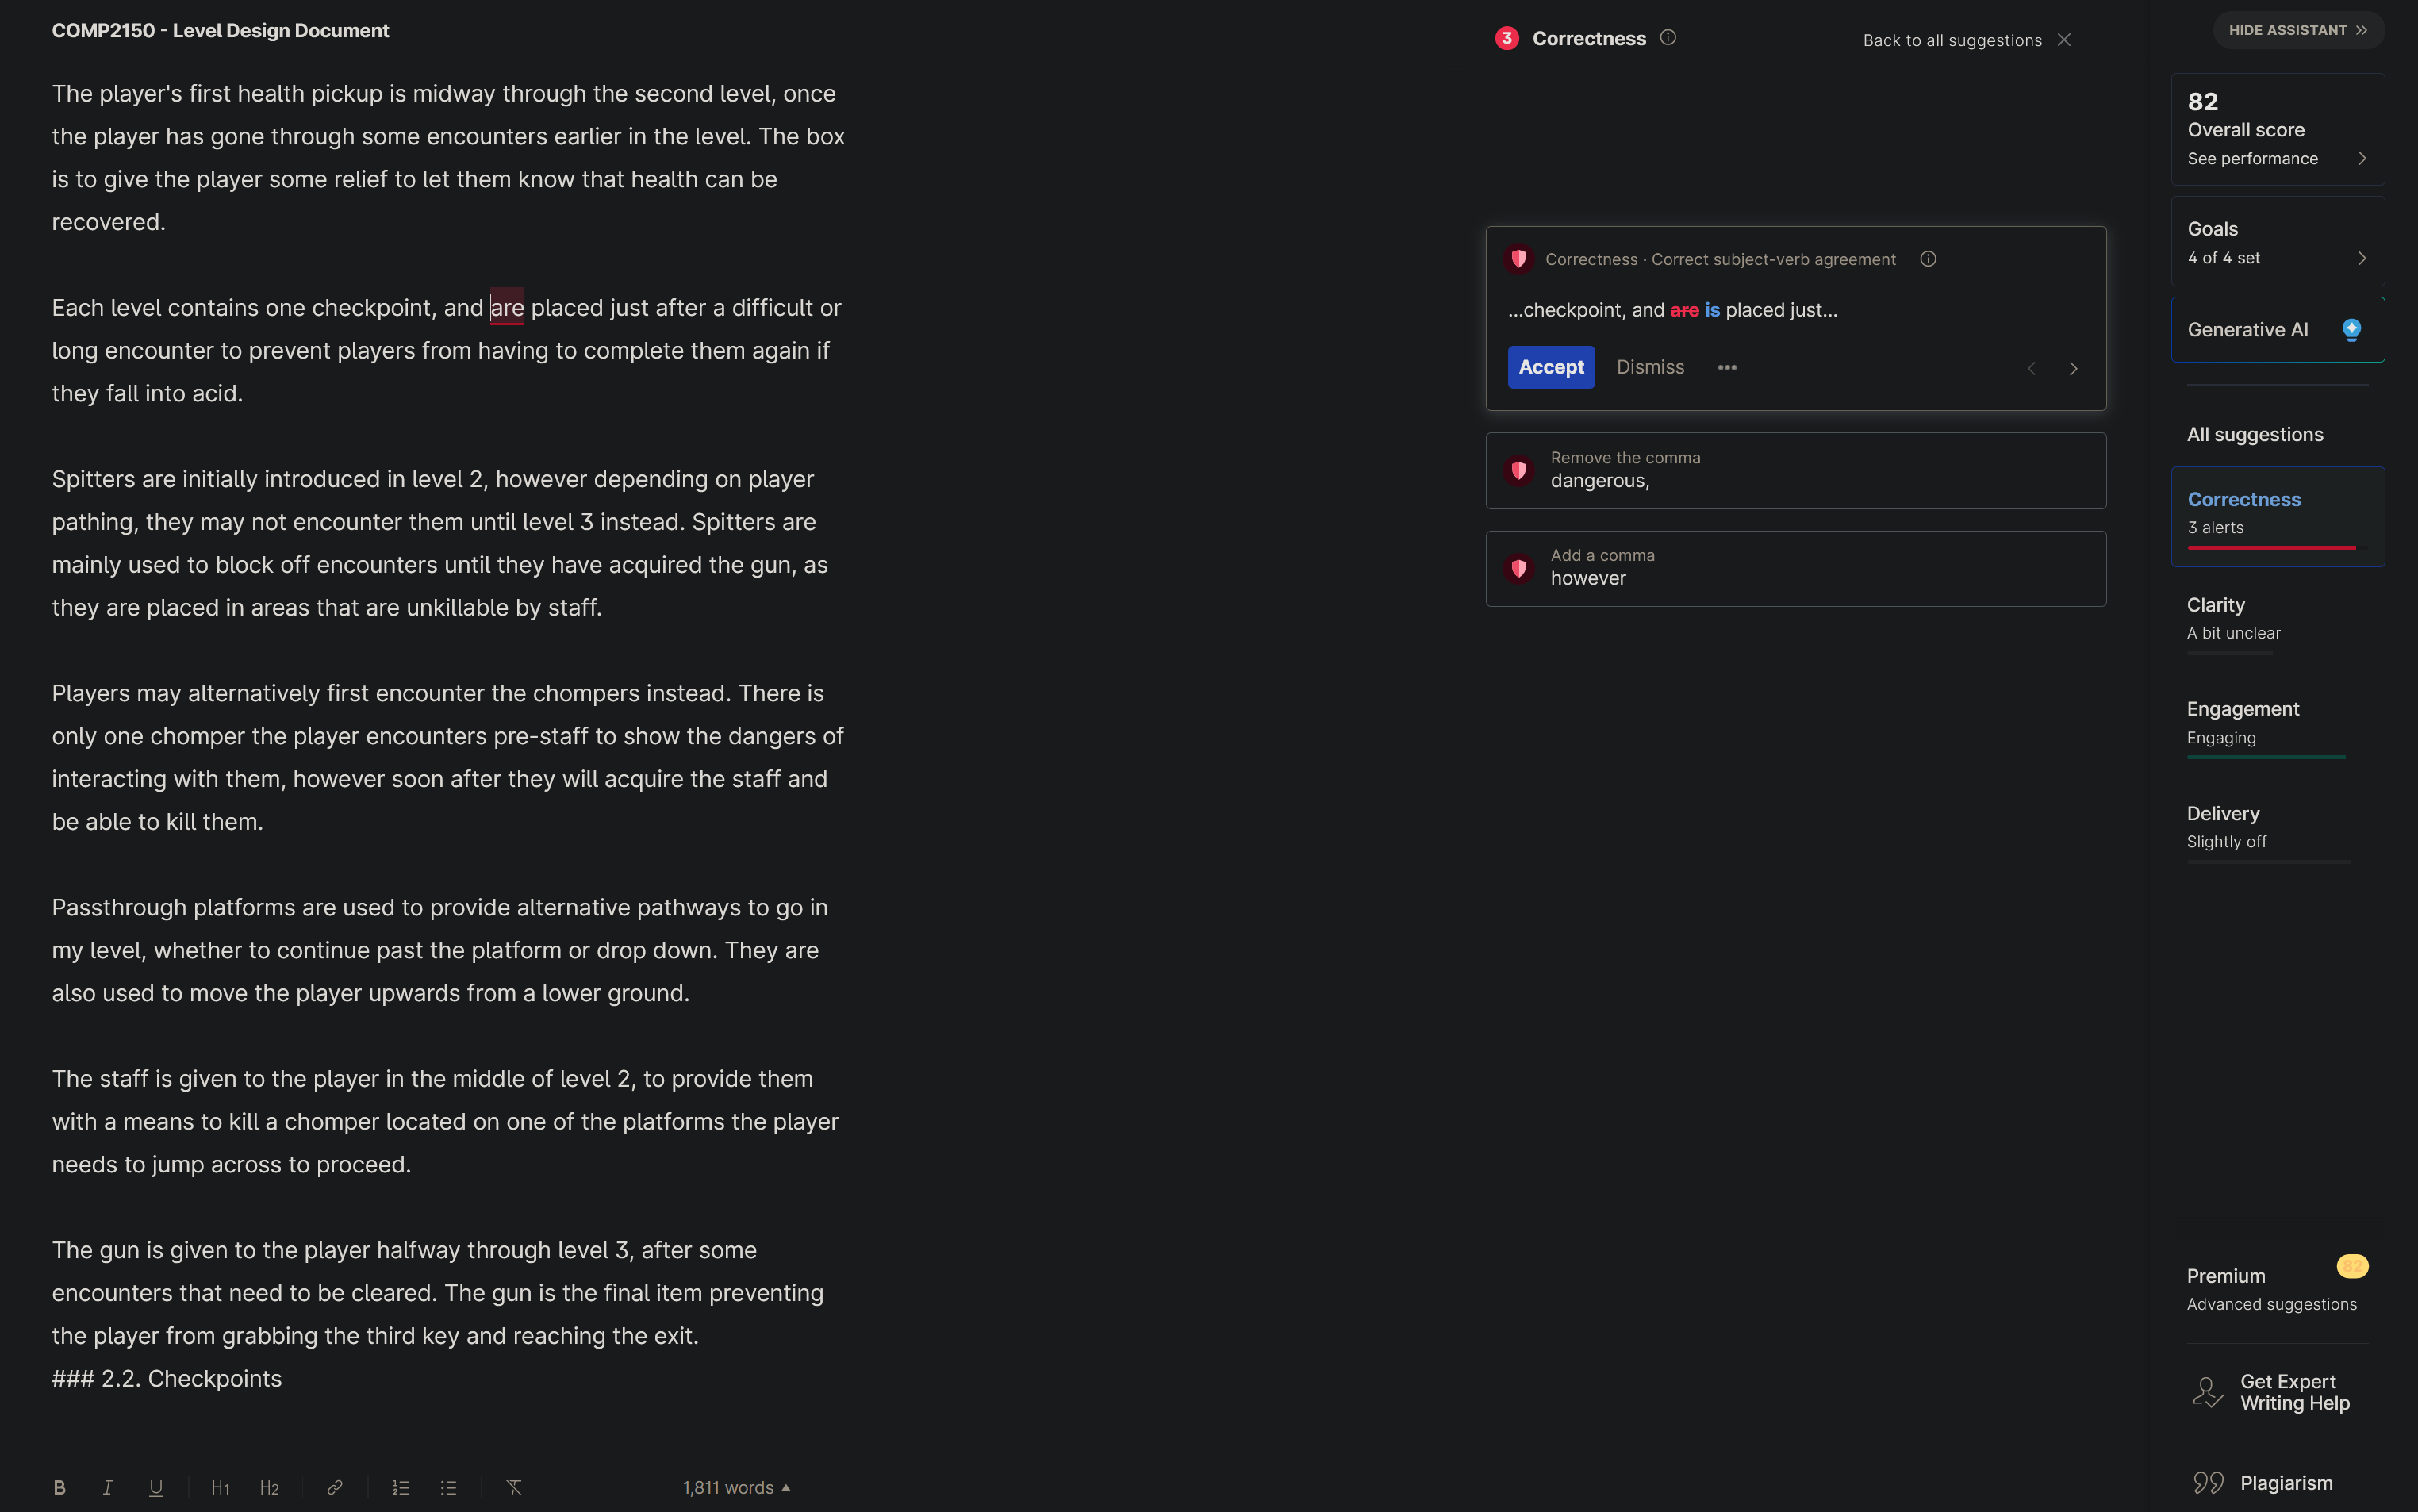 COMP2150 - Level Design Document
The player's first health pickup is midway through the second level, once
the player has gone through some encounters earlier in the level. The box
is to give the player some relief to let them know that health can be
recovered.
Each level contains one checkpoint, and are placed just after a difficult or
long encounter to prevent players from having to complete them again if
they fall into acid.
Spitters are initially introduced in level 2, however depending on player
pathing, they may not encounter them until level 3 instead. Spitters are
mainly used to block off encounters until they have acquired the gun, as
they are placed in areas that are unkillable by staff.
Players may alternatively first encounter the chompers instead. There is
only one chomper the player encounters pre-staff to show the dangers of
interacting with them, however soon after they will acquire the staff and
be able to kill them.
Passthrough platforms are used to provide alternative pathways to go in
my level, whether to continue past the platform or drop down. They are
also used to move the player upwards from a lower ground.
The staff is given to the player in the middle of level 2, to provide them
with a means to kill a chomper located on one of the platforms the player
needs to jump across to proceed.
The gun is given to the player halfway through level 3, after some
encounters that need to be cleared. The gun is the final item preventing
the player from grabbing the third key and reaching the exit.
### 2.2. Checkpoints
B I U H1 H2
1,811 words
3 Correctness
Back to all suggestions
Correctness · Correct subject-verb agreement
...checkpoint, and are is placed just...
Accept Dismiss
Remove the comma
dangerous,
Add a comma
however
HIDE ASSISTANT
82
Overall score
See performance
Goals
4 of 4 set
Generative AI
All suggestions
Correctness
3 alerts
Clarity
A bit unclear
Engagement
Engaging
Delivery
Slightly off
Premium
82
Advanced suggestions
Get Expert
Writing Help
Plagiarism